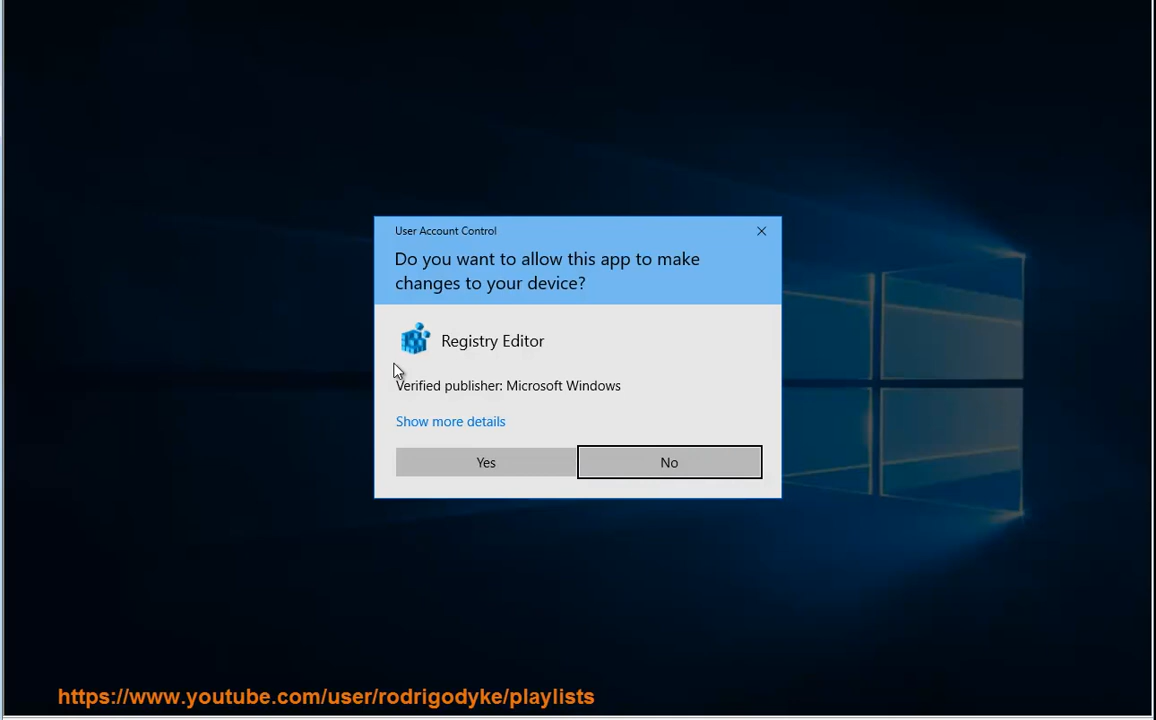 User Account Control
Do you want to allow this app to make
changes to your device?
Registry Editor
Verified publisher: Microsoft Windows
Show more details
Yes
No
https://www.youtube.com/user/rodrigodyke/playlists